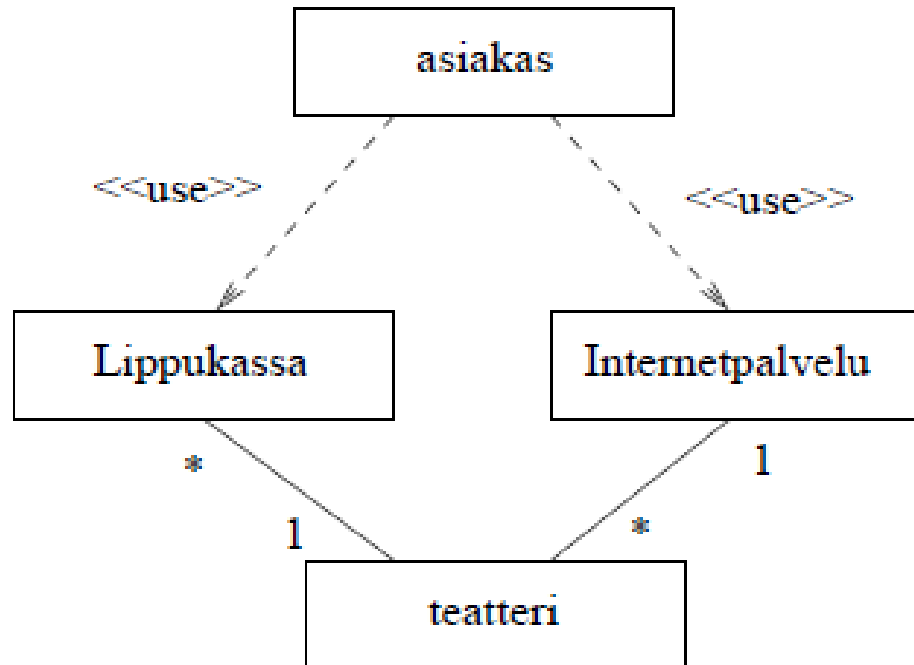 asiakas
<<use>>
<<use>>
Lippukassa
Internetpalvelu
*
1
1
*
teatteri